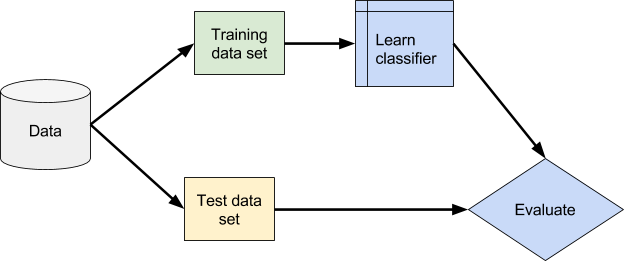 Training
data set
Learn
classifier
Data
Test data
set
Evaluate